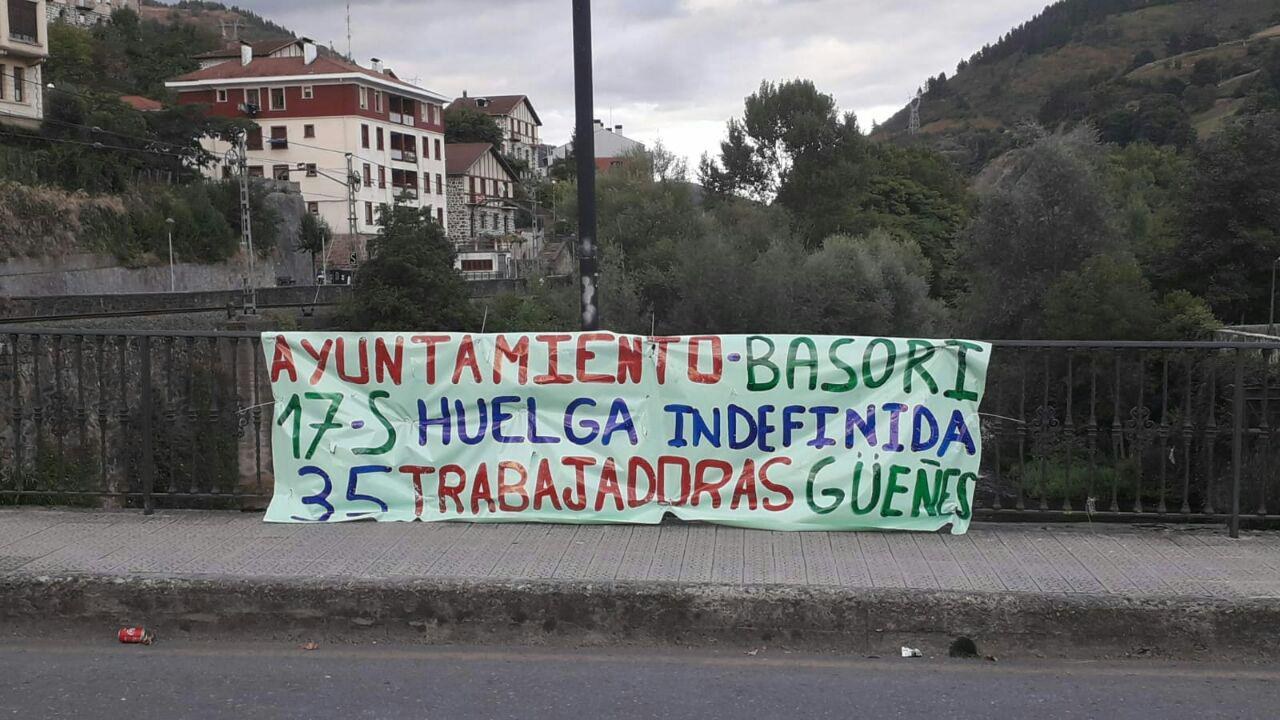 AYUNTAMIENTO-BASORI
17-S HUELGA INDEFINIDA
35 TRABAJADORAS GÜEÑES